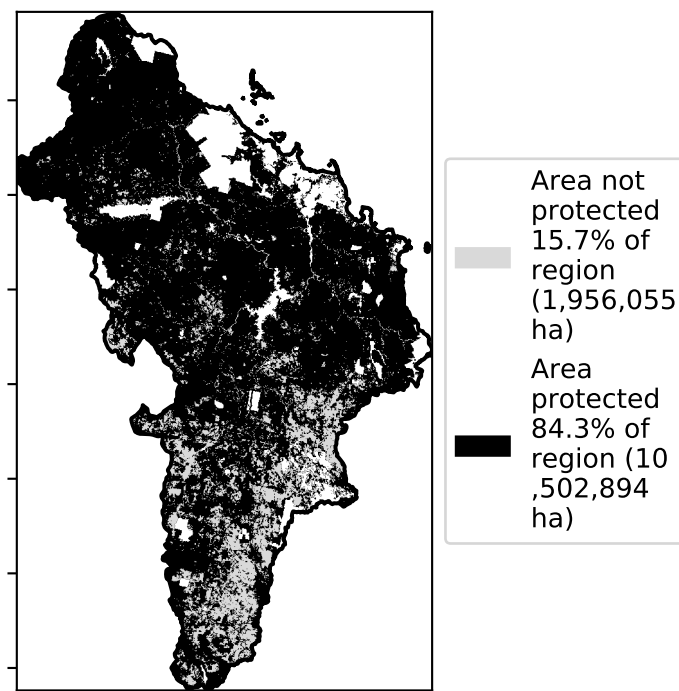 Area not
protected
15.7% of
region
(1,956,055
ha)
Area
protected
84.3% of
region (10
,502,894
ha)